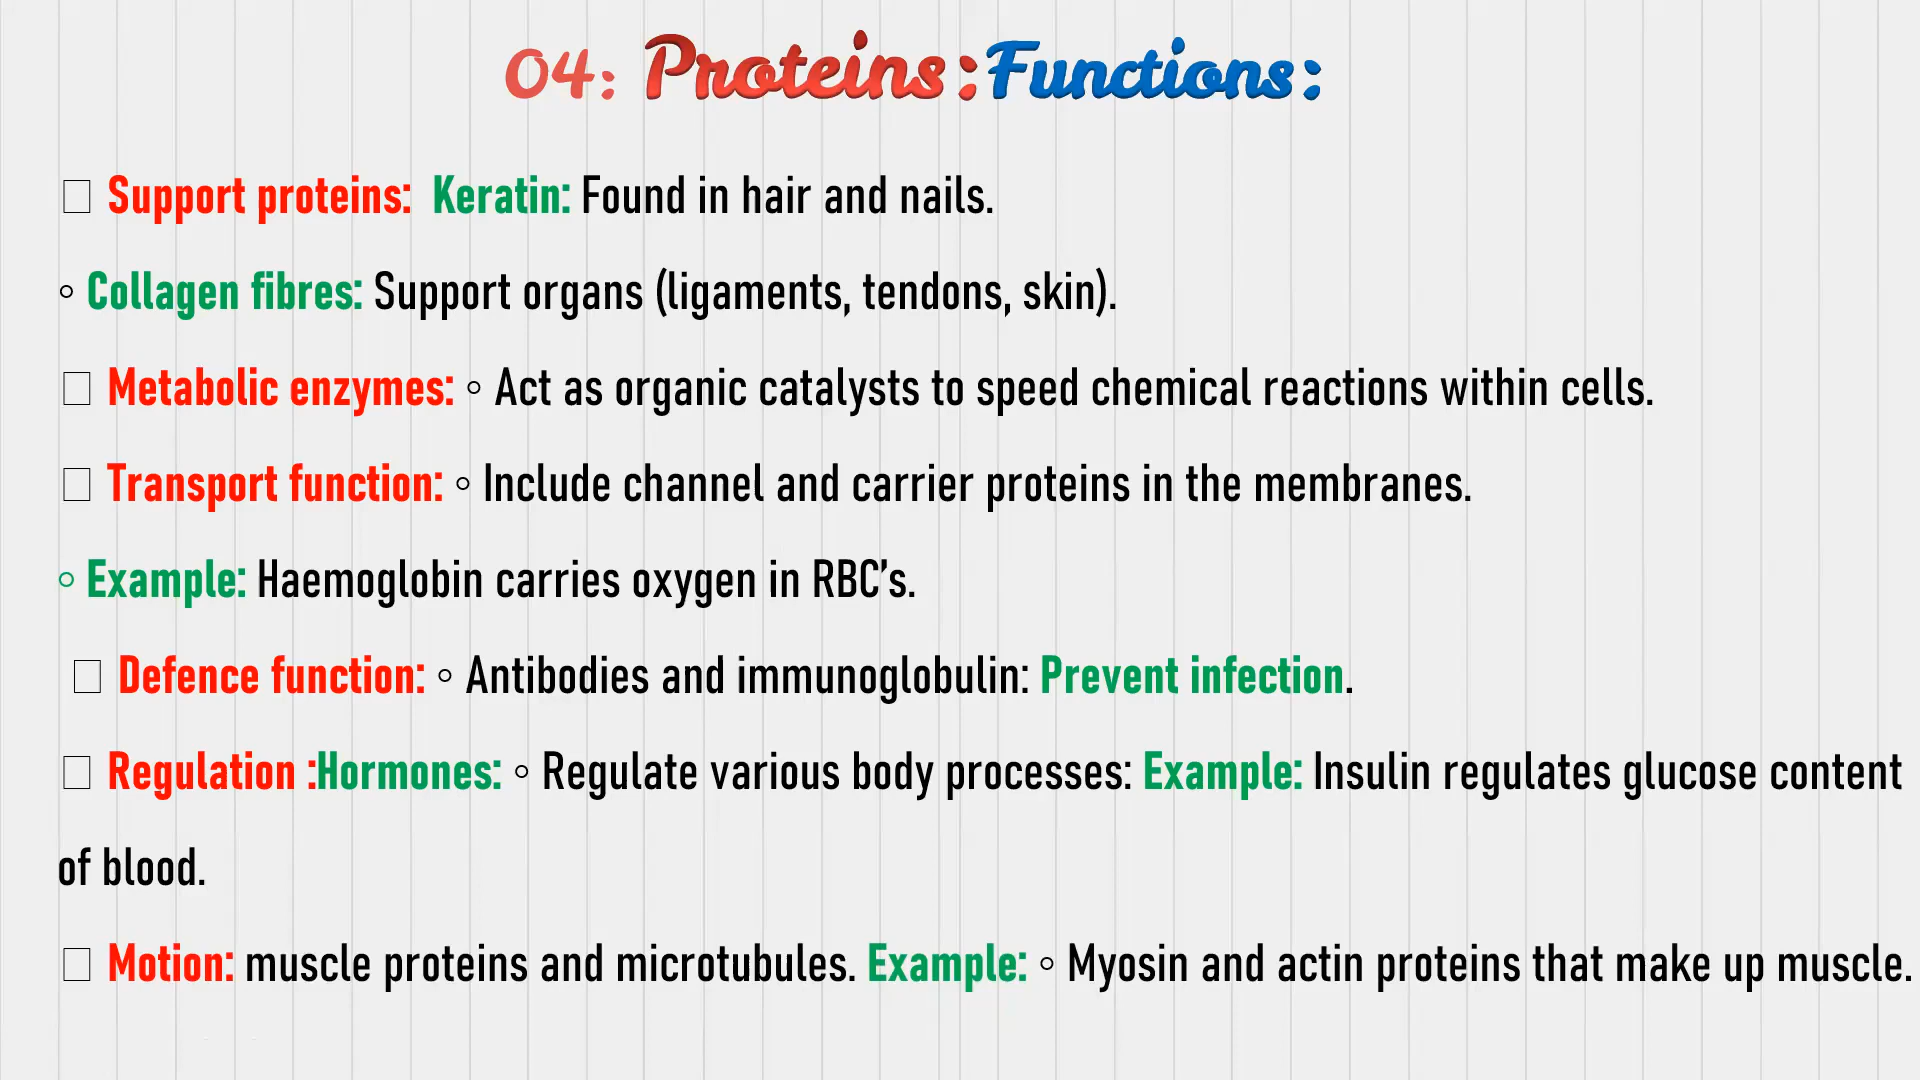 04: Proteins: Functions:
□ Support proteins: Keratin: Found in hair and nails.
◦ Collagen fibres: Support organs (ligaments, tendons, skin).
□ Metabolic enzymes: ◦ Act as organic catalysts to speed chemical reactions within cells.
□ Transport function: ◦ Include channel and carrier proteins in the membranes.
◦ Example: Haemoglobin carries oxygen in RBC’s.
□ Defence function: ◦ Antibodies and immunoglobulin: Prevent infection.
□ Regulation :Hormones: ◦ Regulate various body processes: Example: Insulin regulates glucose content
of blood.
□ Motion: muscle proteins and microtubules. Example: ◦ Myosin and actin proteins that make up muscle.